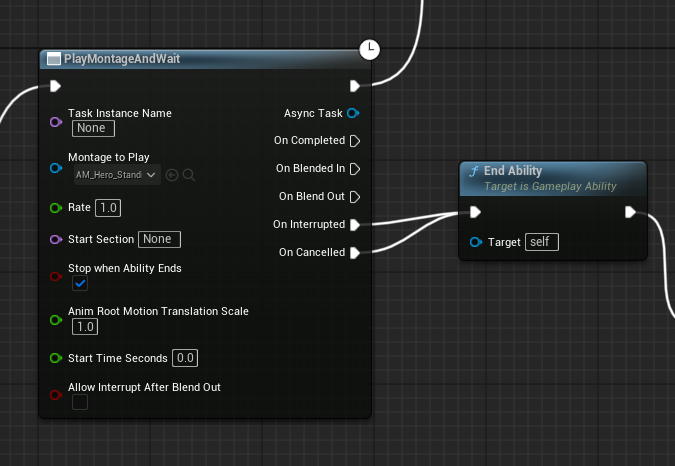 PlayMontageAndWait
Task Instance Name
None
Montage to Play
AM_Hero_Standi
Rate 1.0
Start Section None
Stop when Ability Ends
Anim Root Motion Translation Scale
1.0
Start Time Seconds 0.0
Allow Interrupt After Blend Out
Async Task
On Completed
On Blended In
On Blend Out
On Interrupted
On Cancelled
End Ability
Target is Gameplay Ability
Target self